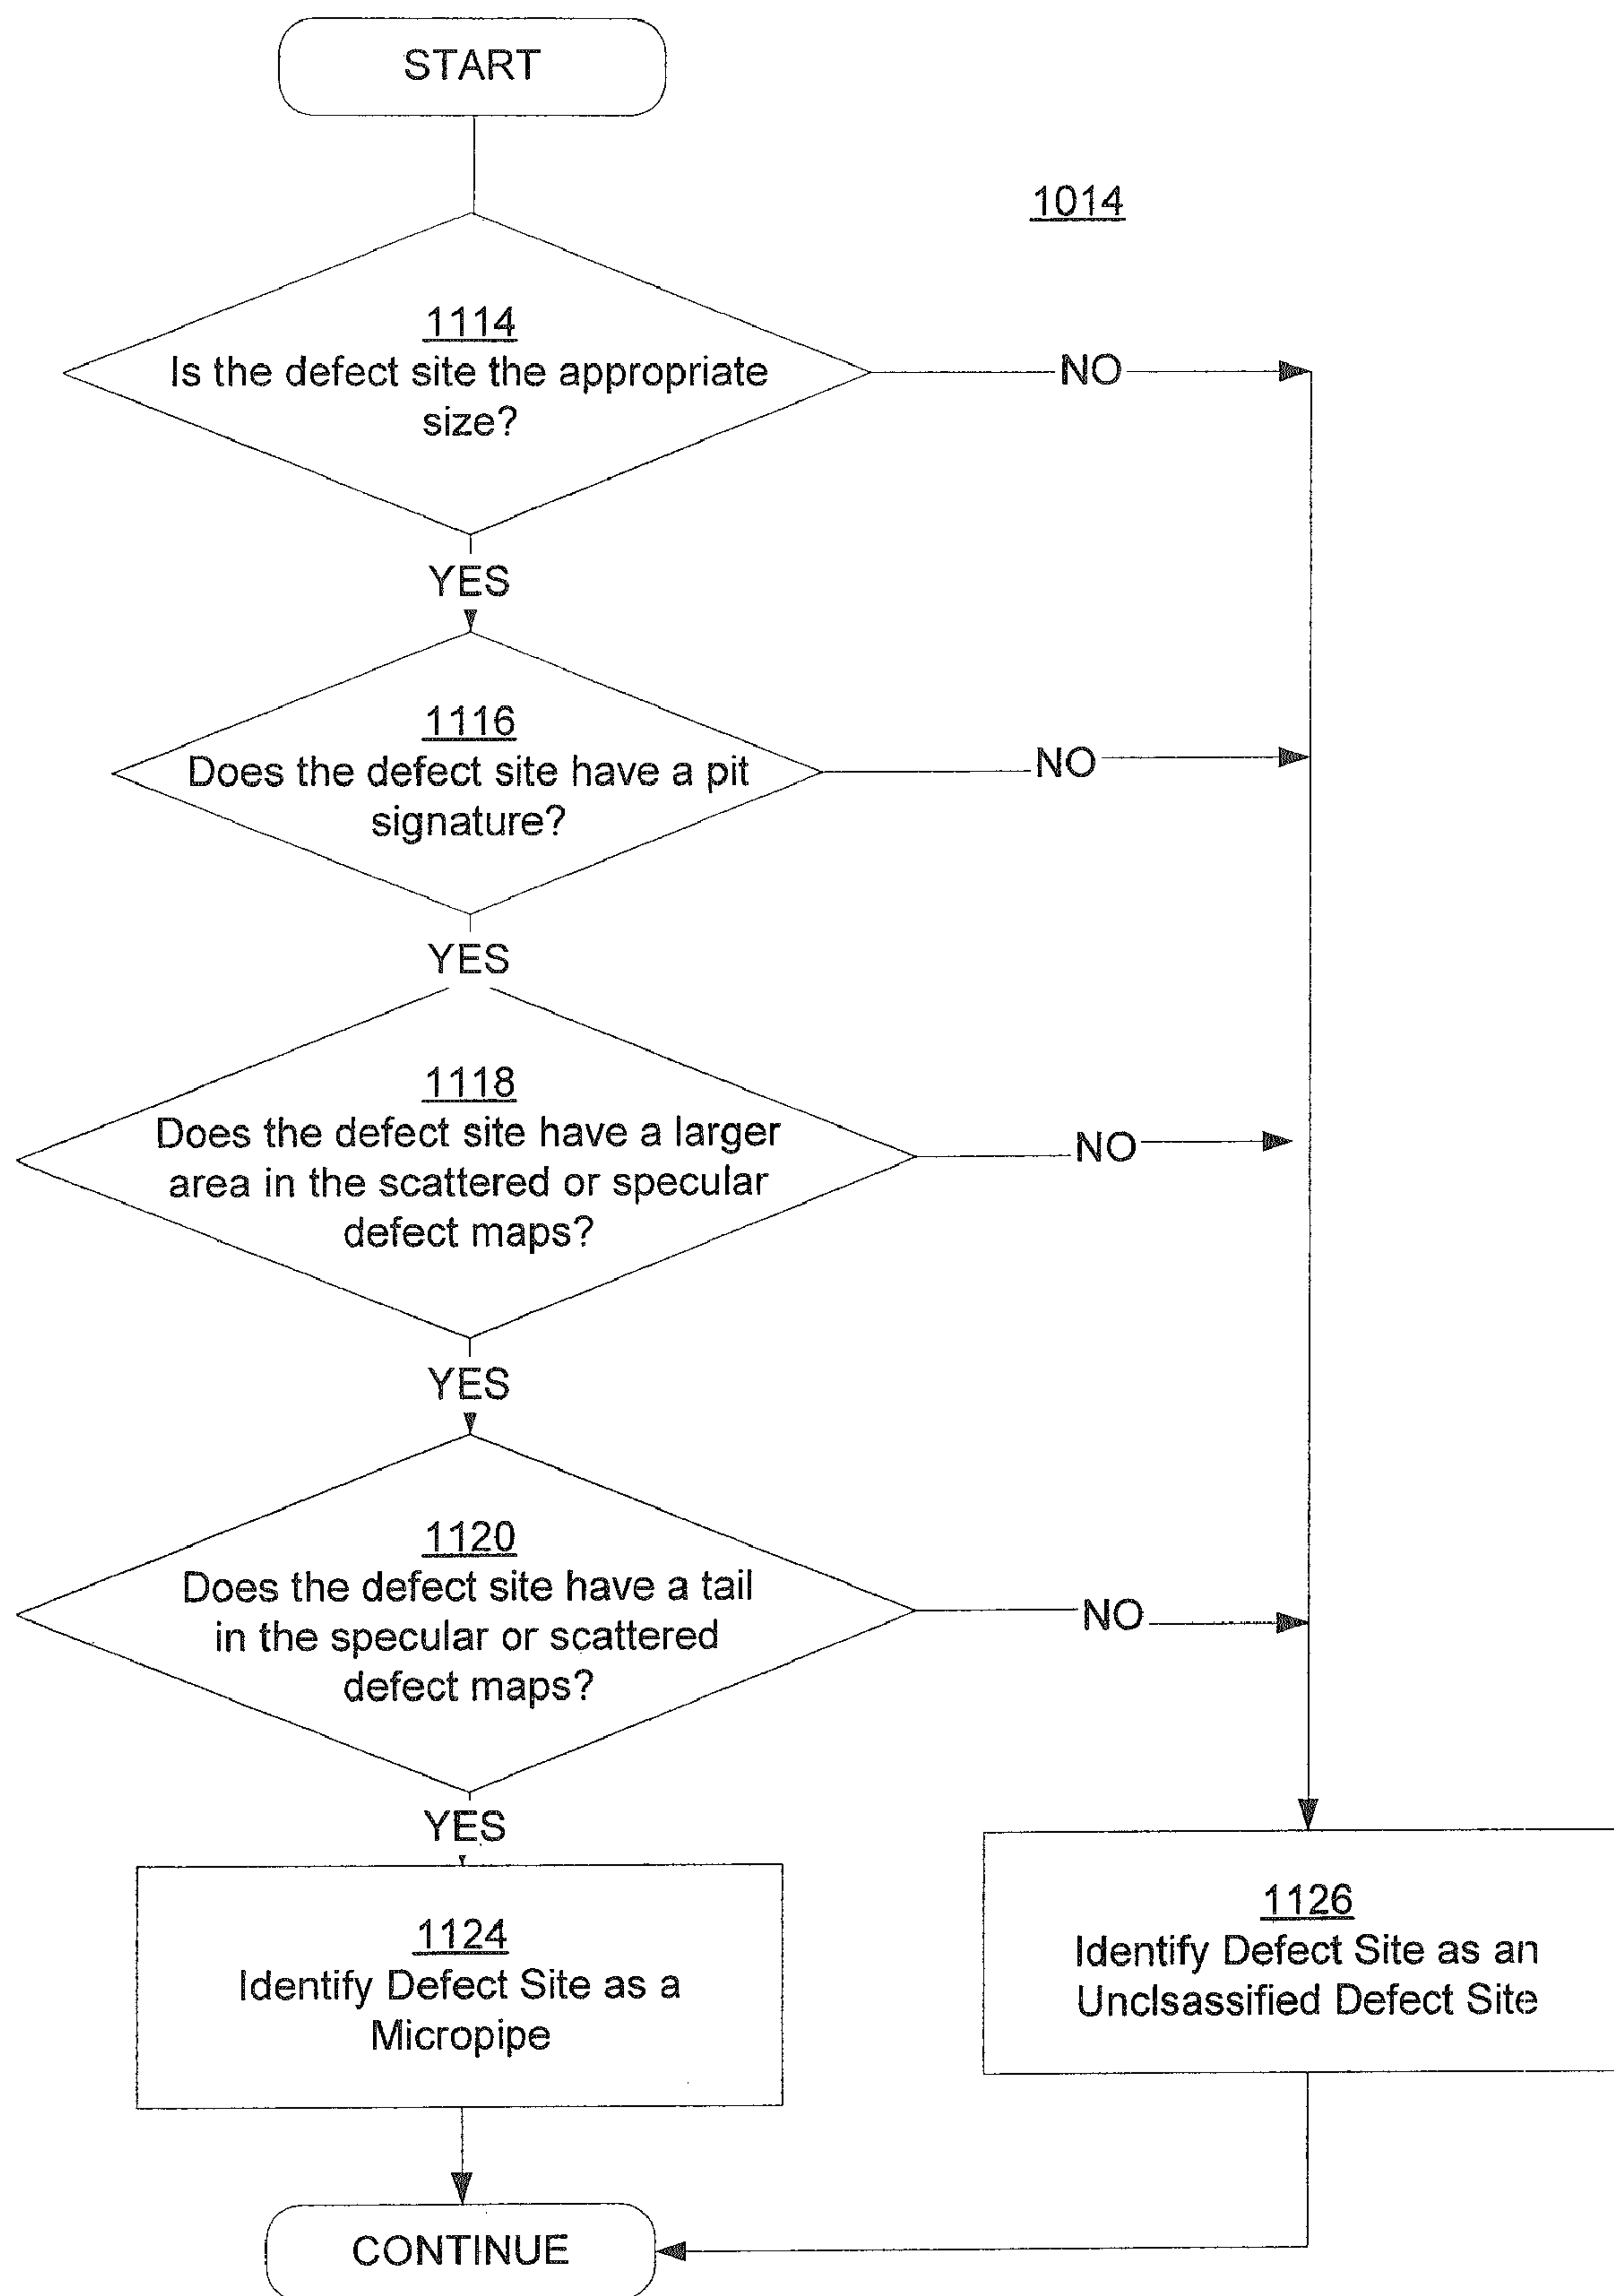 START
1014
1114
Is the defect site the appropriate
size?
NO
YES
1116
Does the defect site have a pit
signature?
NO
YES
1118
Does the defect site have a larger
area in the scattered or specular
defect maps?
NO
YES
1120
Does the defect site have a tail
in the specular or scattered
defect maps?
NO
YES
1124
Identify Defect Site as a
Micropipe
1126
Identify Defect Site as an
Unclsassified Defect Site
CONTINUE